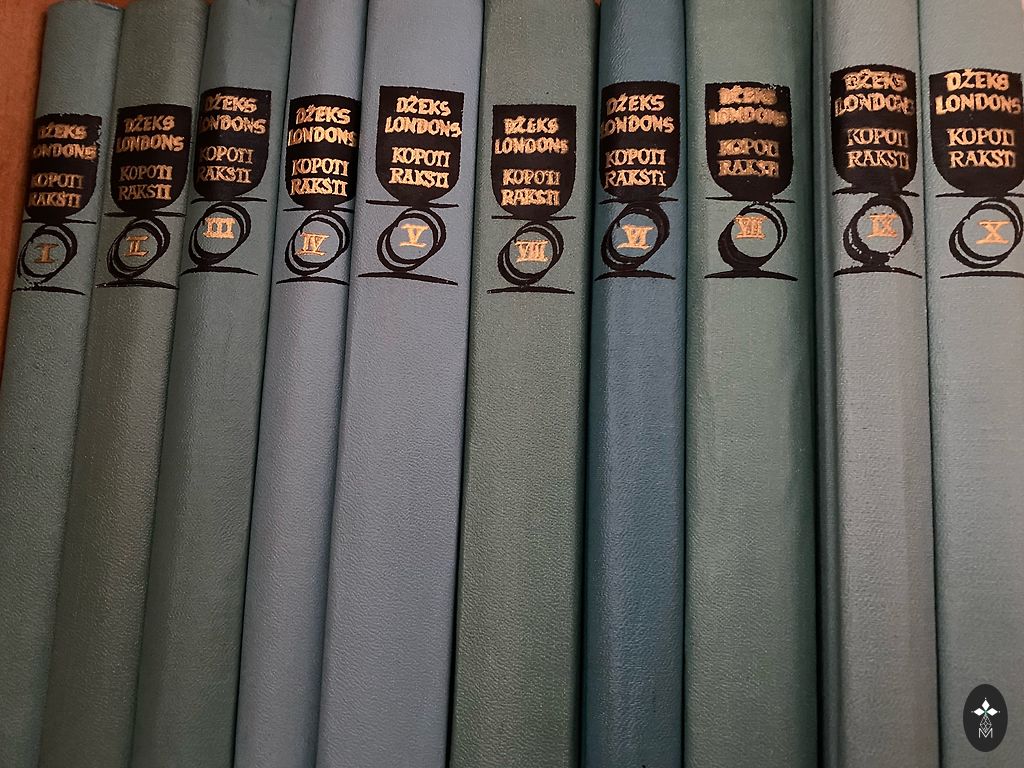 DŽEKS
LONDONS
KOPOTI
RAKSTI
I
DŽEKS
LONDONS
KOPOTI
RAKSTI
II
DŽEKS
LONDONS
KOPOTI
RAKSTI
III
DŽEKS
LONDONS
KOPOTI
RAKSTI
IV
DŽEKS
LONDONS
KOPOTI
RAKSTI
V
DŽEKS
LONDONS
KOPOTI
RAKSTI
VIII
DŽEKS
LONDONS
KOPOTI
RAKSTI
VI
DŽEKS
LONDONS
KOPOTI
RAKSTI
VII
DŽEKS
LONDONS
KOPOTI
RAKSTI
IX
DŽEKS
LONDONS
KOPOTI
RAKSTI
X
M